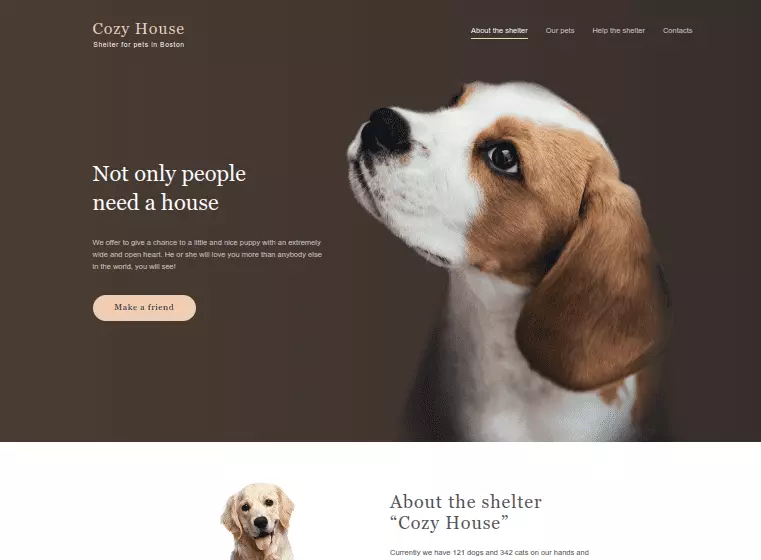 Cozy House
Shelter for pets in Boston
About the shelter
Our pets
Help the shelter
Contacts
Not only people
need a house
We offer to give a chance to a little and nice puppy with an extremely
wide and open heart. He or she will love you more than anybody else
in the world, you will see!
Make a friend
About the shelter
“Cozy House”
Currently we have 121 dogs and 342 cats on our hands and